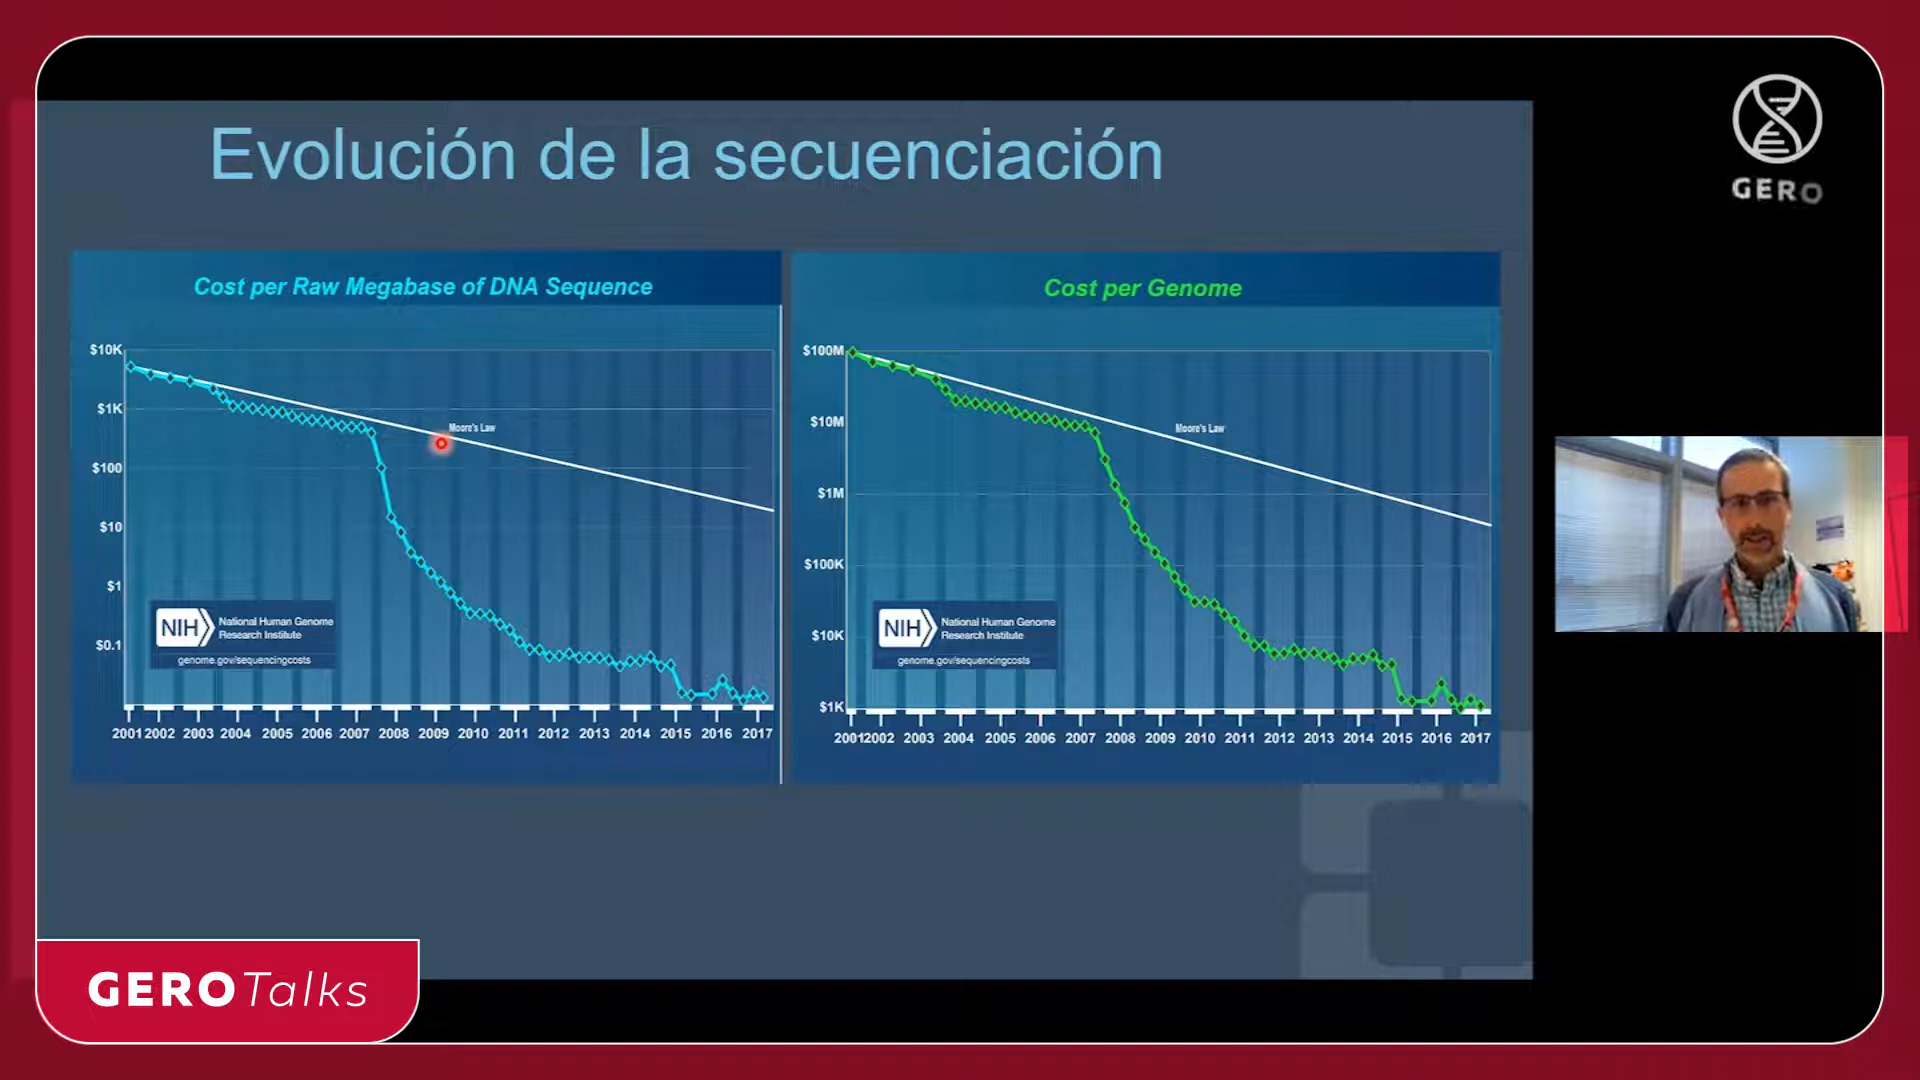 Evolución de la secuenciación
GERO
Cost per Raw Megabase of DNA Sequence
$10K
$1K
$100
$10
$1
$0.1
Moore's Law
NIH
National Human Genome
Research Institute
genome.gov/sequencingcosts
2001 2002 2003 2004 2005 2006 2007 2008 2009 2010 2011 2012 2013 2014 2015 2016 2017
Cost per Genome
$100M
$10M
$1M
$100K
$10K
$1K
Moore's Law
NIH
National Human Genome
Research Institute
genome.gov/sequencingcosts
2001 2002 2003 2004 2005 2006 2007 2008 2009 2010 2011 2012 2013 2014 2015 2016 2017
GERO Talks